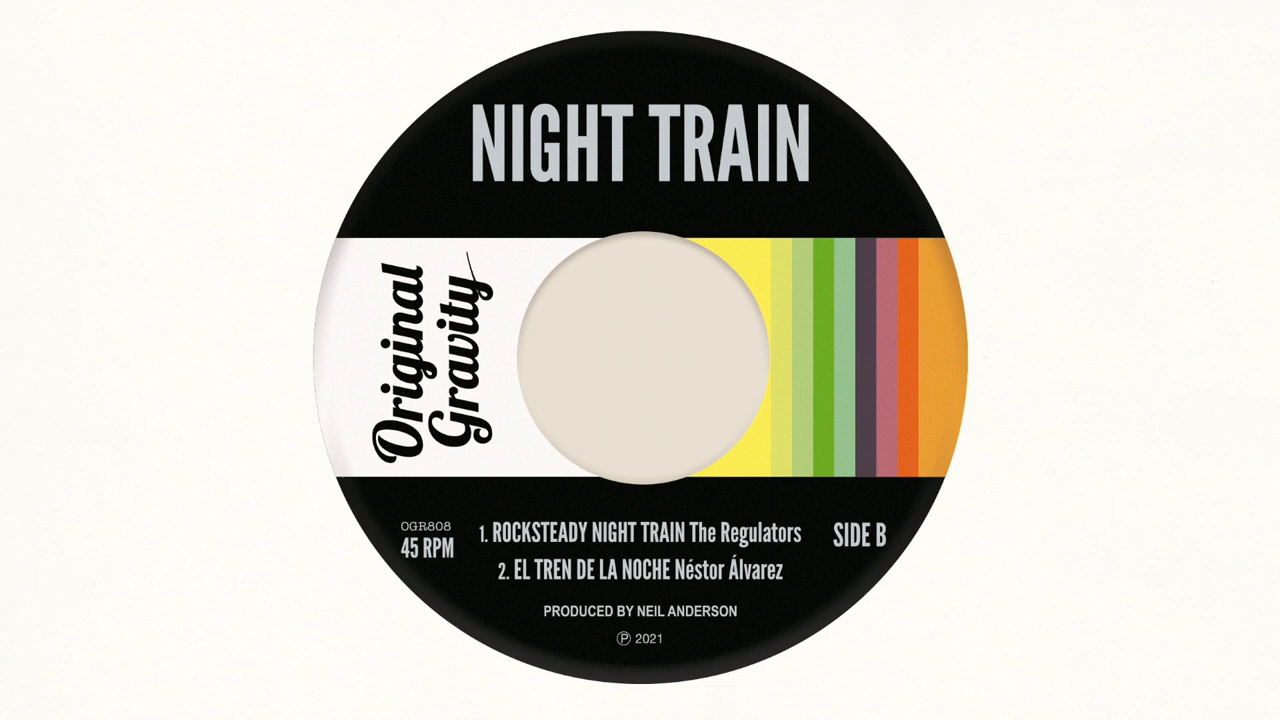 NIGHT TRAIN
Original
Gravity
OGR808
45 RPM
1. ROCKSTEADY NIGHT TRAIN The Regulators
2. EL TREN DE LA NOCHE Néstor Álvarez
SIDE B
PRODUCED BY NEIL ANDERSON
℗ 2021